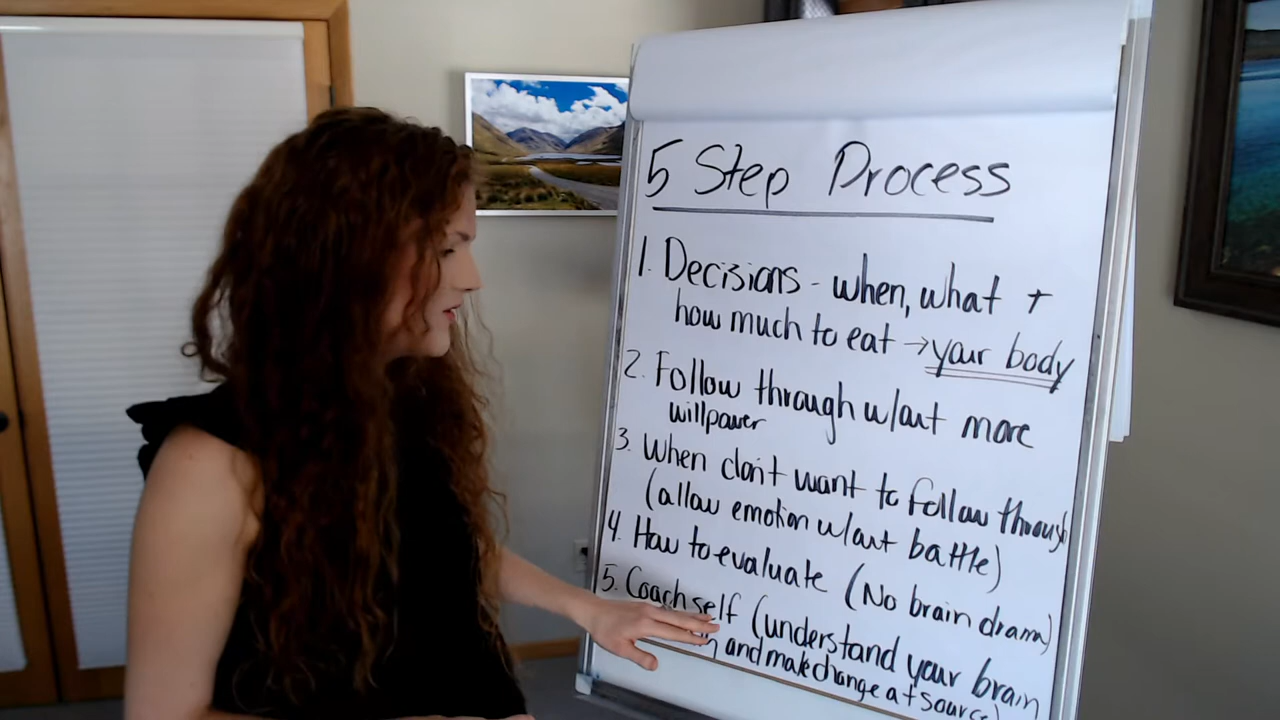 5 Step Process
1. Decisions - when, what +
how much to eat → your body
2. Follow through w/out more
willpower
3. When don't want to follow through
(allow emotion w/out battle)
4. How to evaluate (No brain drama)
5. Coach self (understand your brain
and make change at source)